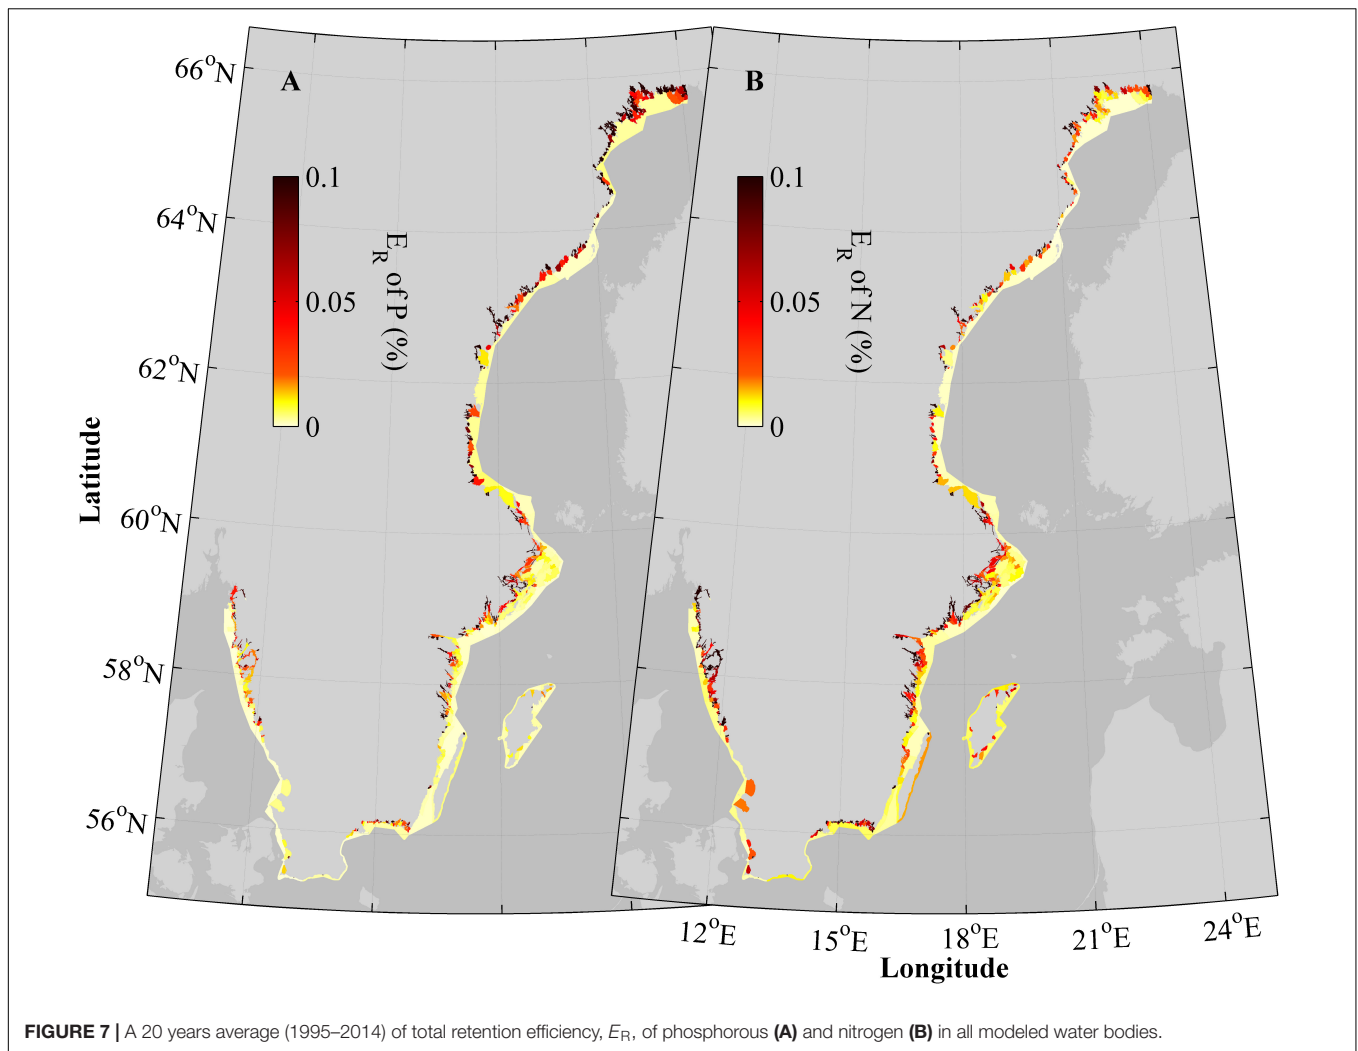 A
B
66°N
64°N
62°N
60°N
58°N
56°N
Latitude
0.1
0.05
0
E_R of P (%)
0.1
0.05
0
E_R of N (%)
12°E
15°E
18°E
21°E
24°E
Longitude
FIGURE 7 | A 20 years average (1995–2014) of total retention efficiency, E_R, of phosphorous (A) and nitrogen (B) in all modeled water bodies.